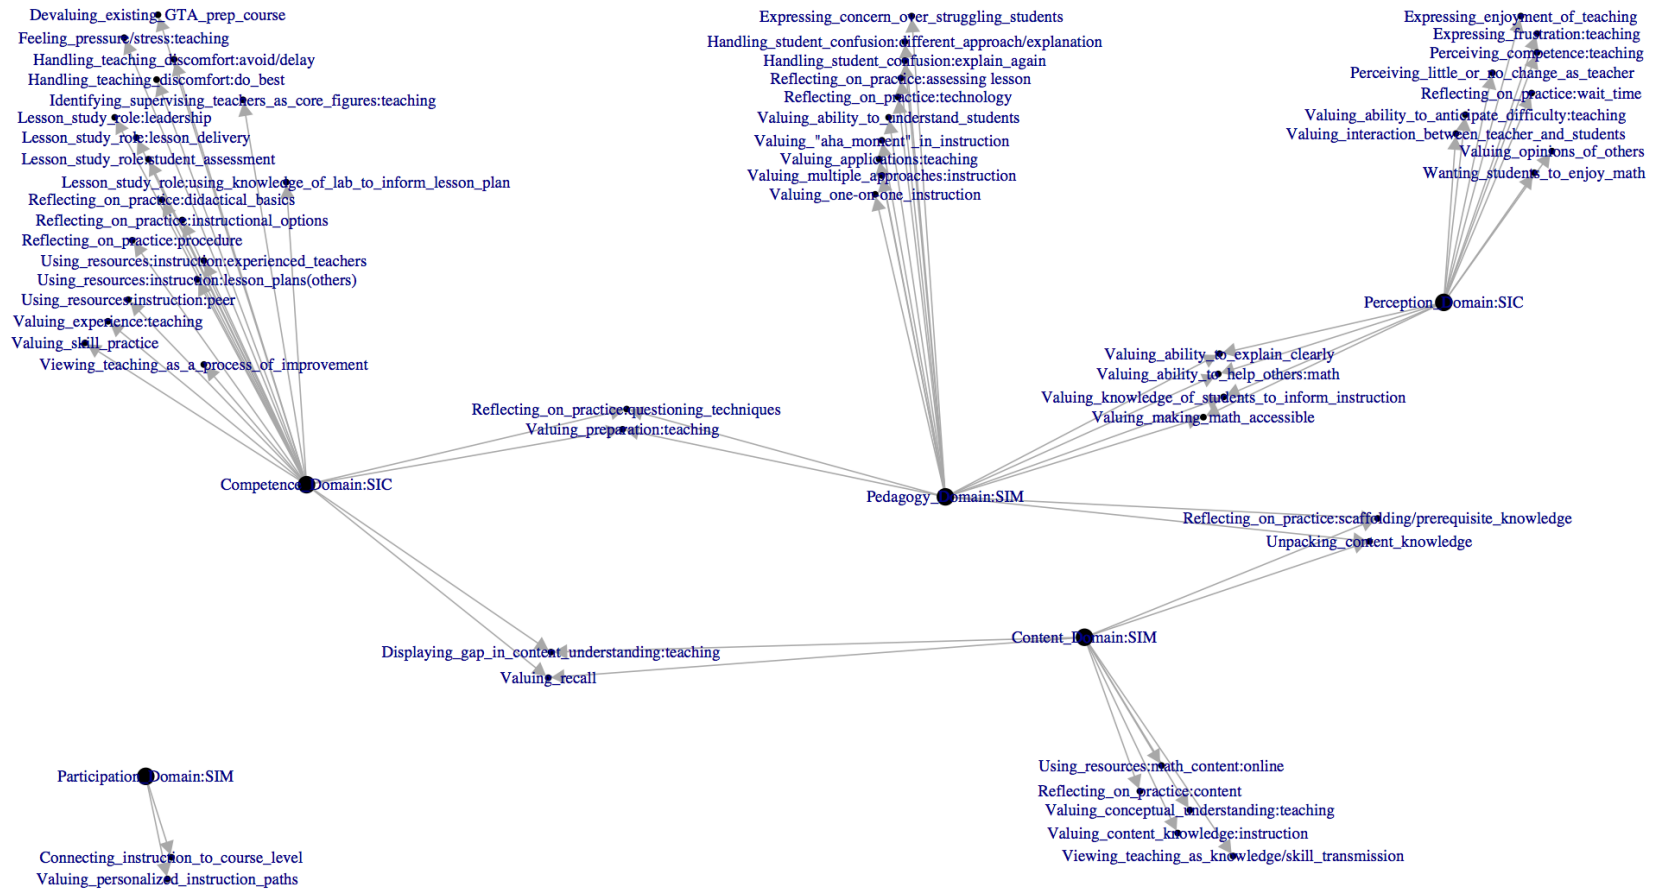 Devaluing_existing_GTA_prep_course
Feeling_pressure/stress:teaching
Handling_teaching_discomfort:avoid/delay
Handling_teaching_discomfort:do_best
Identifying_supervising_teachers_as_core_figures:teaching
Lesson_study_role:leadership
Lesson_study_role:lesson_delivery
Lesson_study_role:student_assessment
Lesson_study_role:using_knowledge_of_lab_to_inform_lesson_plan
Reflecting_on_practice:didactical_basics
Reflecting_on_practice:instructional_options
Reflecting_on_practice:procedure
Using_resources:instruction:experienced_teachers
Using_resources:instruction:lesson_plans(others)
Using_resources:instruction:peer
Valuing_experience:teaching
Valuing_skill_practice
Viewing_teaching_as_a_process_of_improvement
Expressing_concern_over_struggling_students
Handling_student_confusion:different_approach/explanation
Handling_student_confusion:explain_again
Reflecting_on_practice:assessing lesson
Reflecting_on_practice:technology
Valuing_ability_to_understand_students
Valuing_"aha_moment"_in_instruction
Valuing_applications:teaching
Valuing_multiple_approaches:instruction
Valuing_one-on-one_instruction
Expressing_enjoyment_of_teaching
Expressing_frustration:teaching
Perceiving_competence:teaching
Perceiving_little_or_no_change_as_teacher
Reflecting_on_practice:wait_time
Valuing_ability_to_anticipate_difficulty:teaching
Valuing_interaction_between_teacher_and_students
Valuing_opinions_of_others
Wanting_students_to_enjoy_math
Perception_Domain:SIC
Valuing_ability_to_explain_clearly
Valuing_ability_to_help_others:math
Valuing_knowledge_of_students_to_inform_instruction
Valuing_making_math_accessible
Reflecting_on_practice:questioning_techniques
Valuing_preparation:teaching
Competence_Domain:SIC
Pedagogy_Domain:SIM
Reflecting_on_practice:scaffolding/prerequisite_knowledge
Unpacking_content_knowledge
Content_Domain:SIM
Displaying_gap_in_content_understanding:teaching
Valuing_recall
Participation_Domain:SIM
Connecting_instruction_to_course_level
Valuing_personalized_instruction_paths
Using_resources:math_content:online
Reflecting_on_practice:content
Valuing_conceptual_understanding:teaching
Valuing_content_knowledge:instruction
Viewing_teaching_as_knowledge/skill_transmission